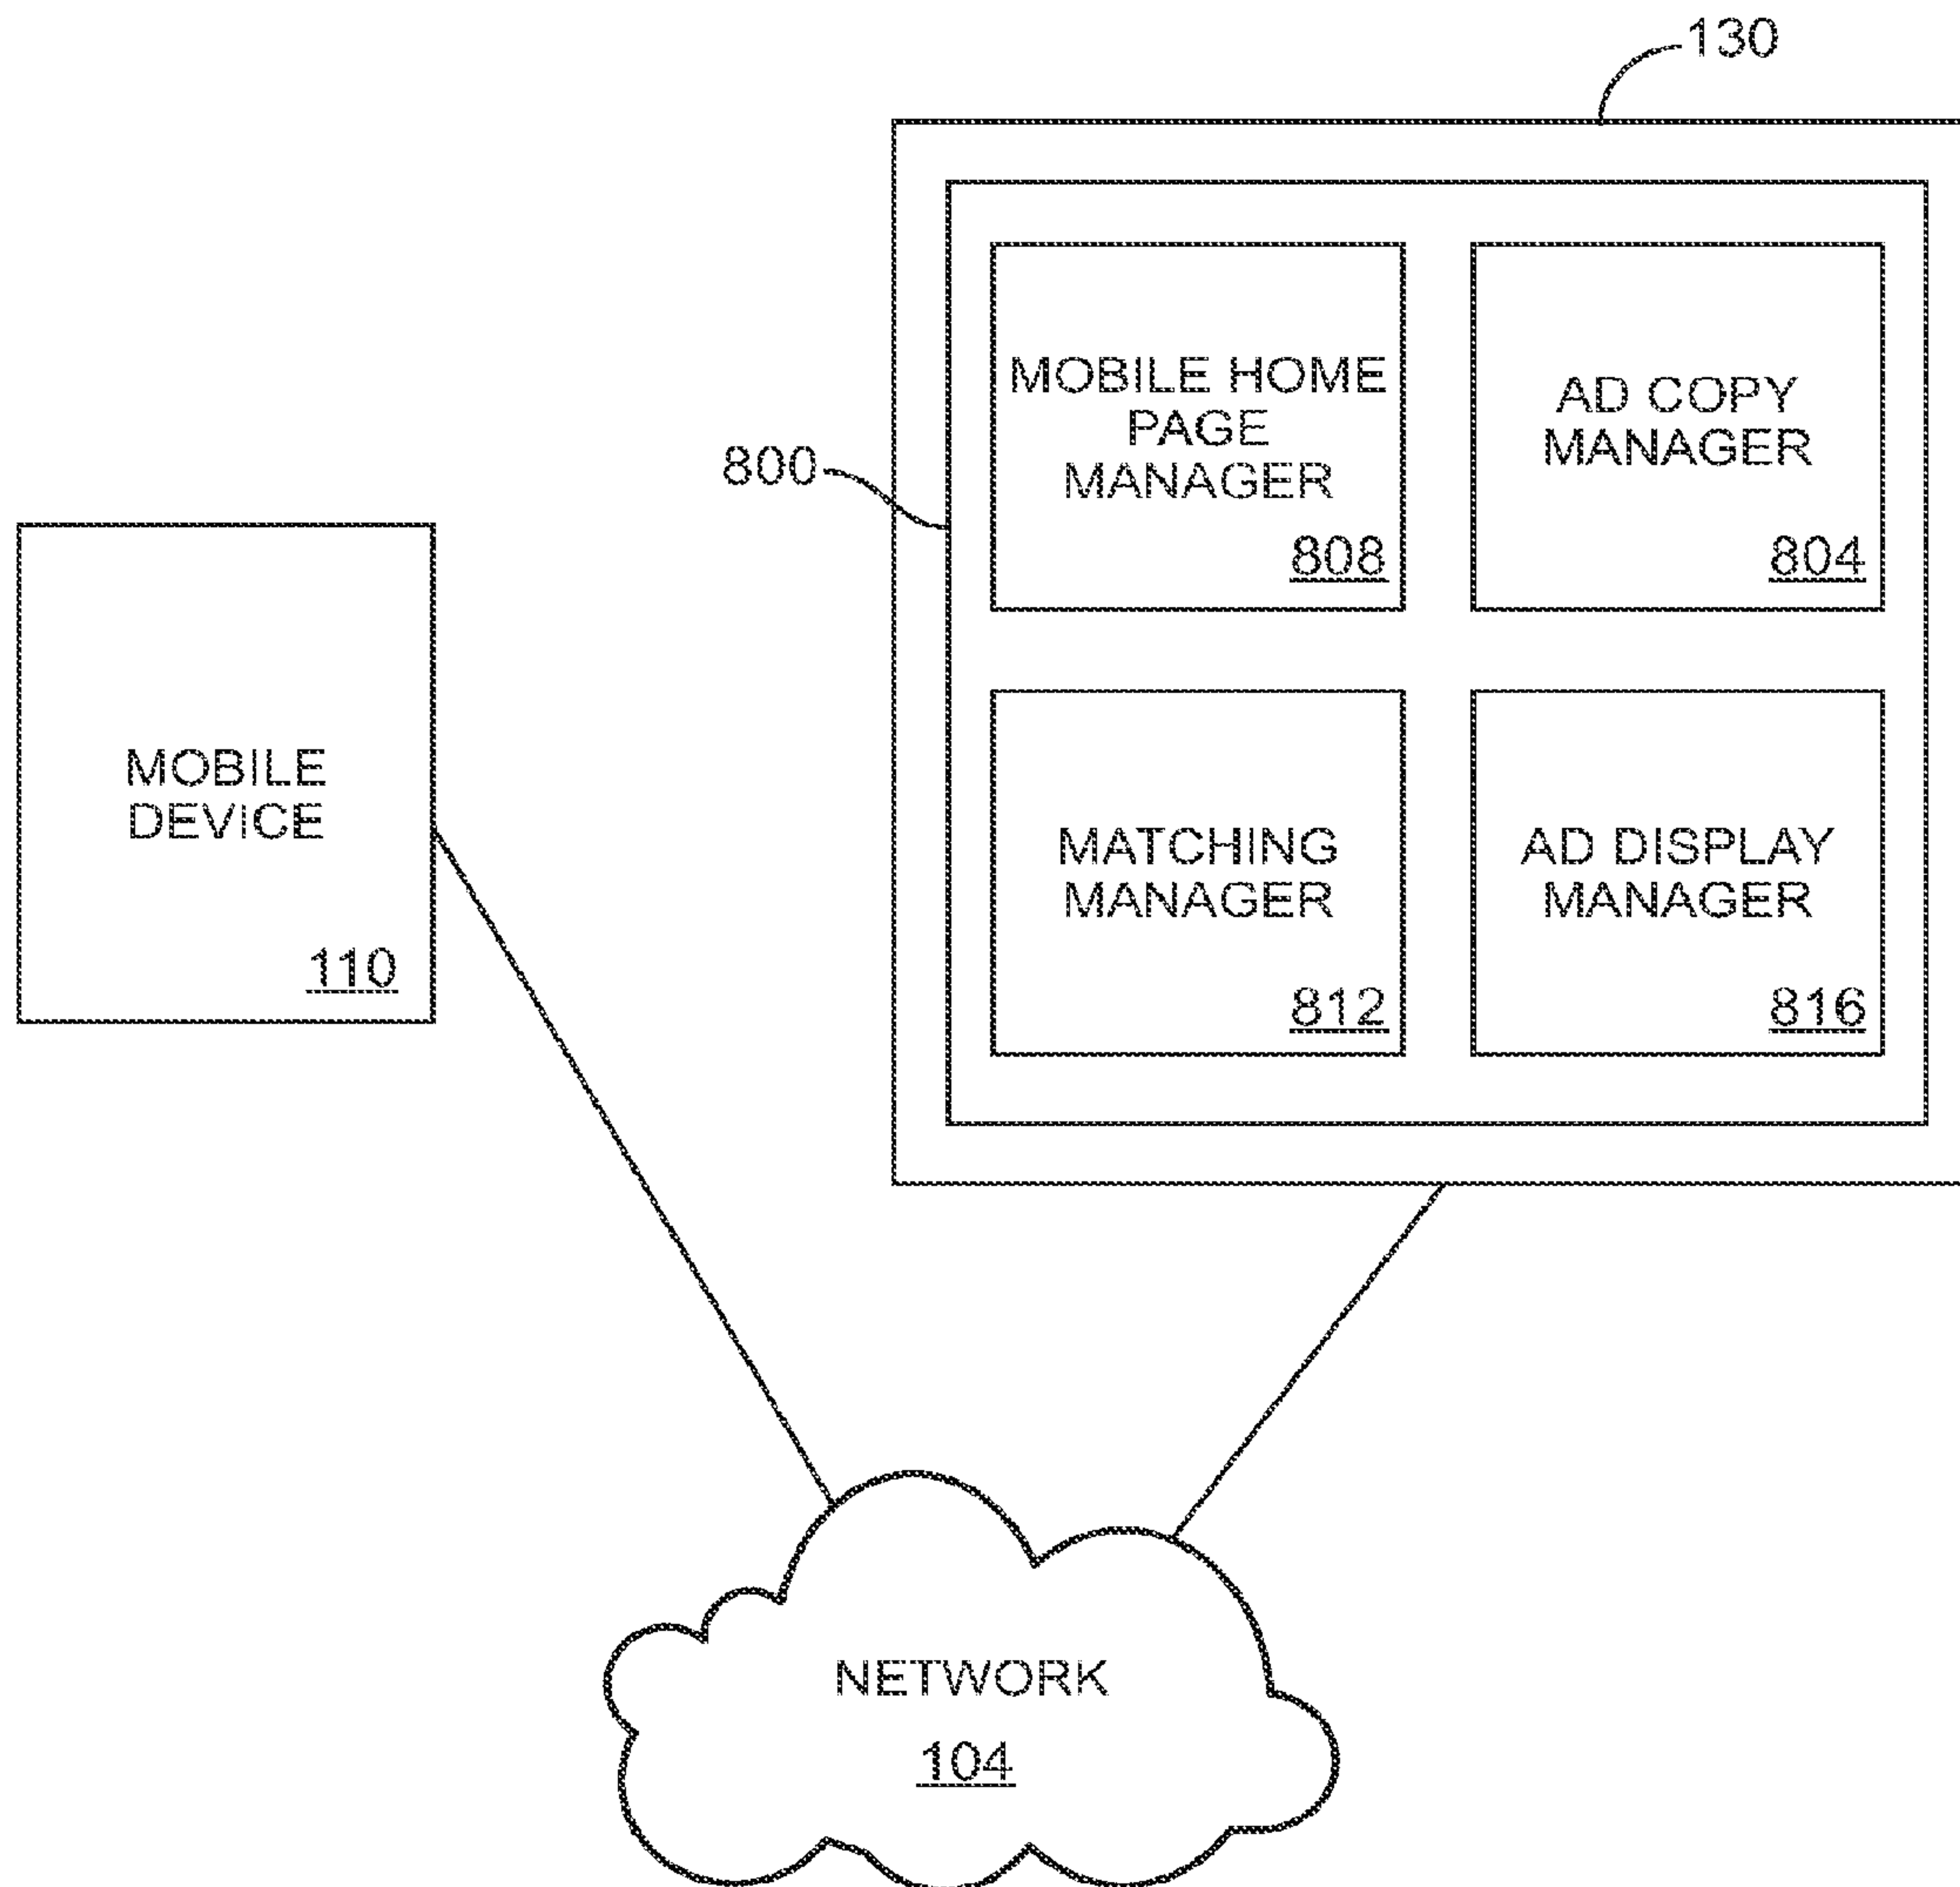 130
MOBILE HOME
PAGE
MANAGER
808
AD COPY
MANAGER
804
800
MOBILE
DEVICE
110
MATCHING
MANAGER
812
AD DISPLAY
MANAGER
816
NETWORK
104